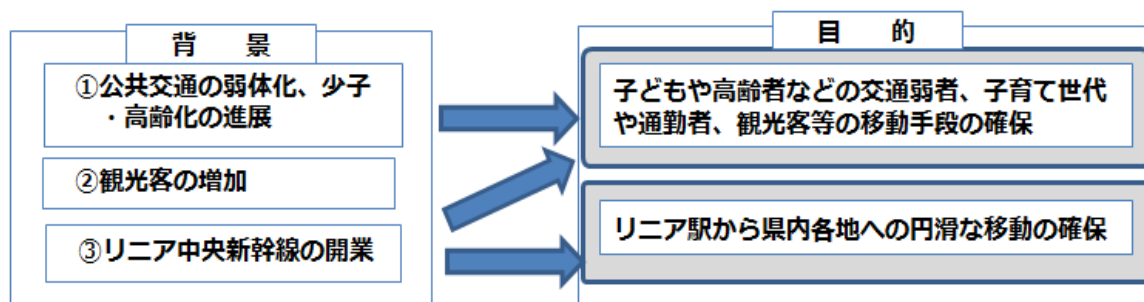 背 景
①公共交通の弱体化、少子
・高齢化の進展
②観光客の増加
③リニア中央新幹線の開業
目 的
子どもや高齢者などの交通弱者、子育て世代
や通勤者、観光客等の移動手段の確保
リニア駅から県内各地への円滑な移動の確保